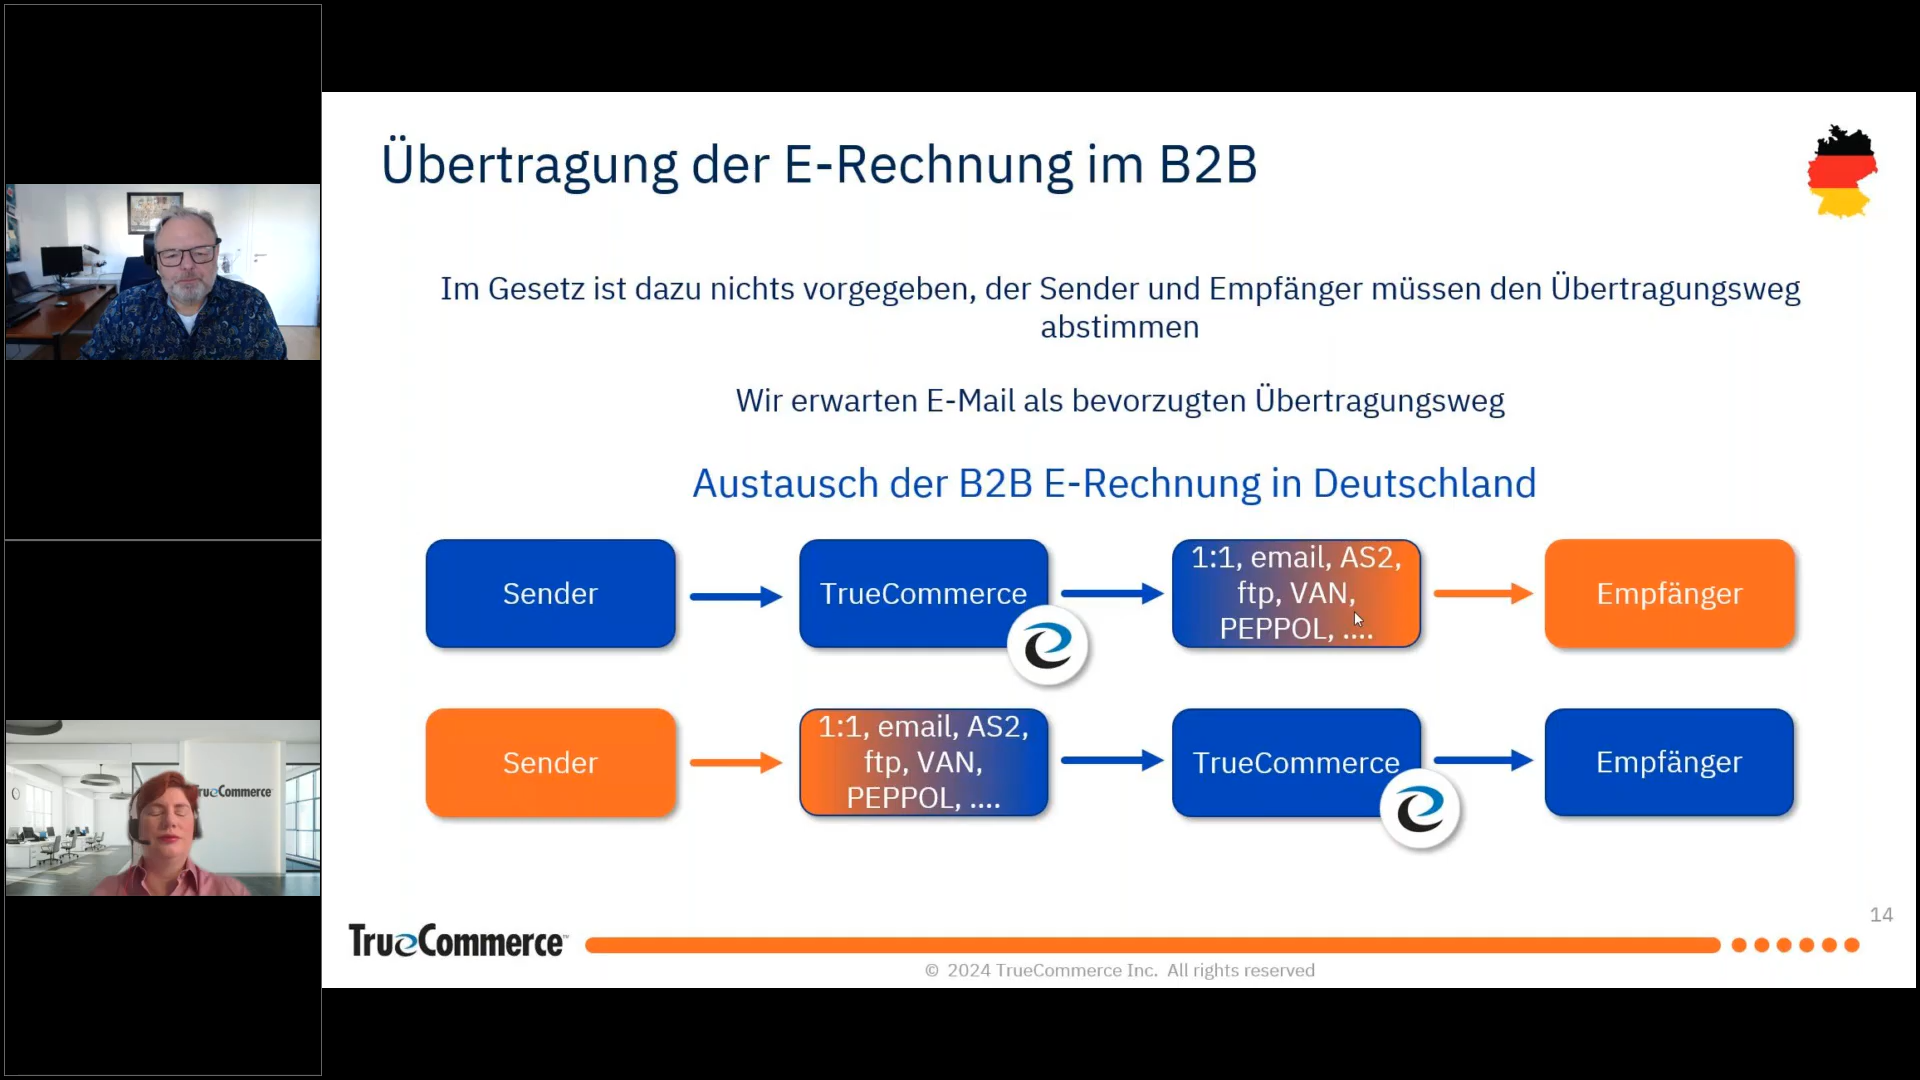 Übertragung der E-Rechnung im B2B
Im Gesetz ist dazu nichts vorgegeben, der Sender und Empfänger müssen den Übertragungsweg
abstimmen
Wir erwarten E-Mail als bevorzugten Übertragungsweg
Austausch der B2B E-Rechnung in Deutschland
Sender
TrueCommerce
1:1, email, AS2,
ftp, VAN,
PEPPOL, ....
Empfänger
Sender
1:1, email, AS2,
ftp, VAN,
PEPPOL, ....
TrueCommerce
Empfänger
TrueCommerce
14
TrueCommerce™
© 2024 TrueCommerce Inc. All rights reserved